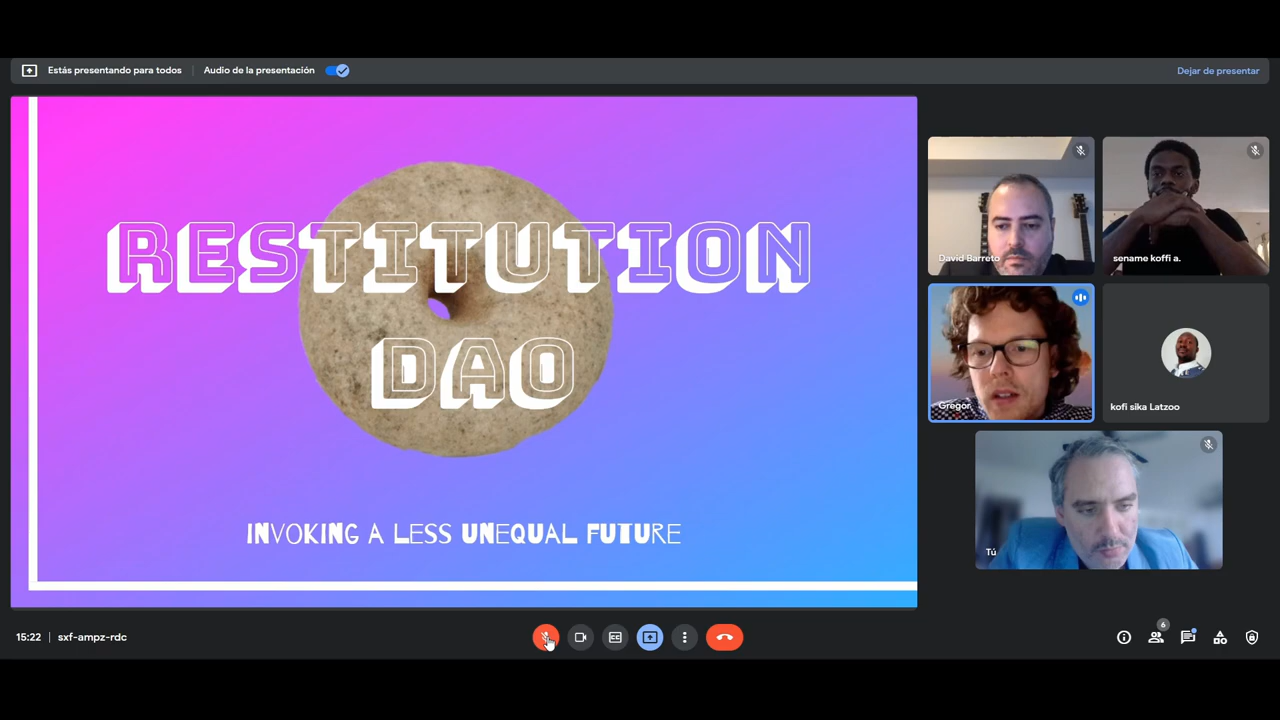 Estás presentando para todos
Audio de la presentación
Dejar de presentar
RESTITUTION
DAO
INVOKING A LESS UNEQUAL FUTURE
David Barreto
sename koffi a.
Gregor
kofi sika Latzoo
Tú
15:22
sxf-ampz-rdc
6